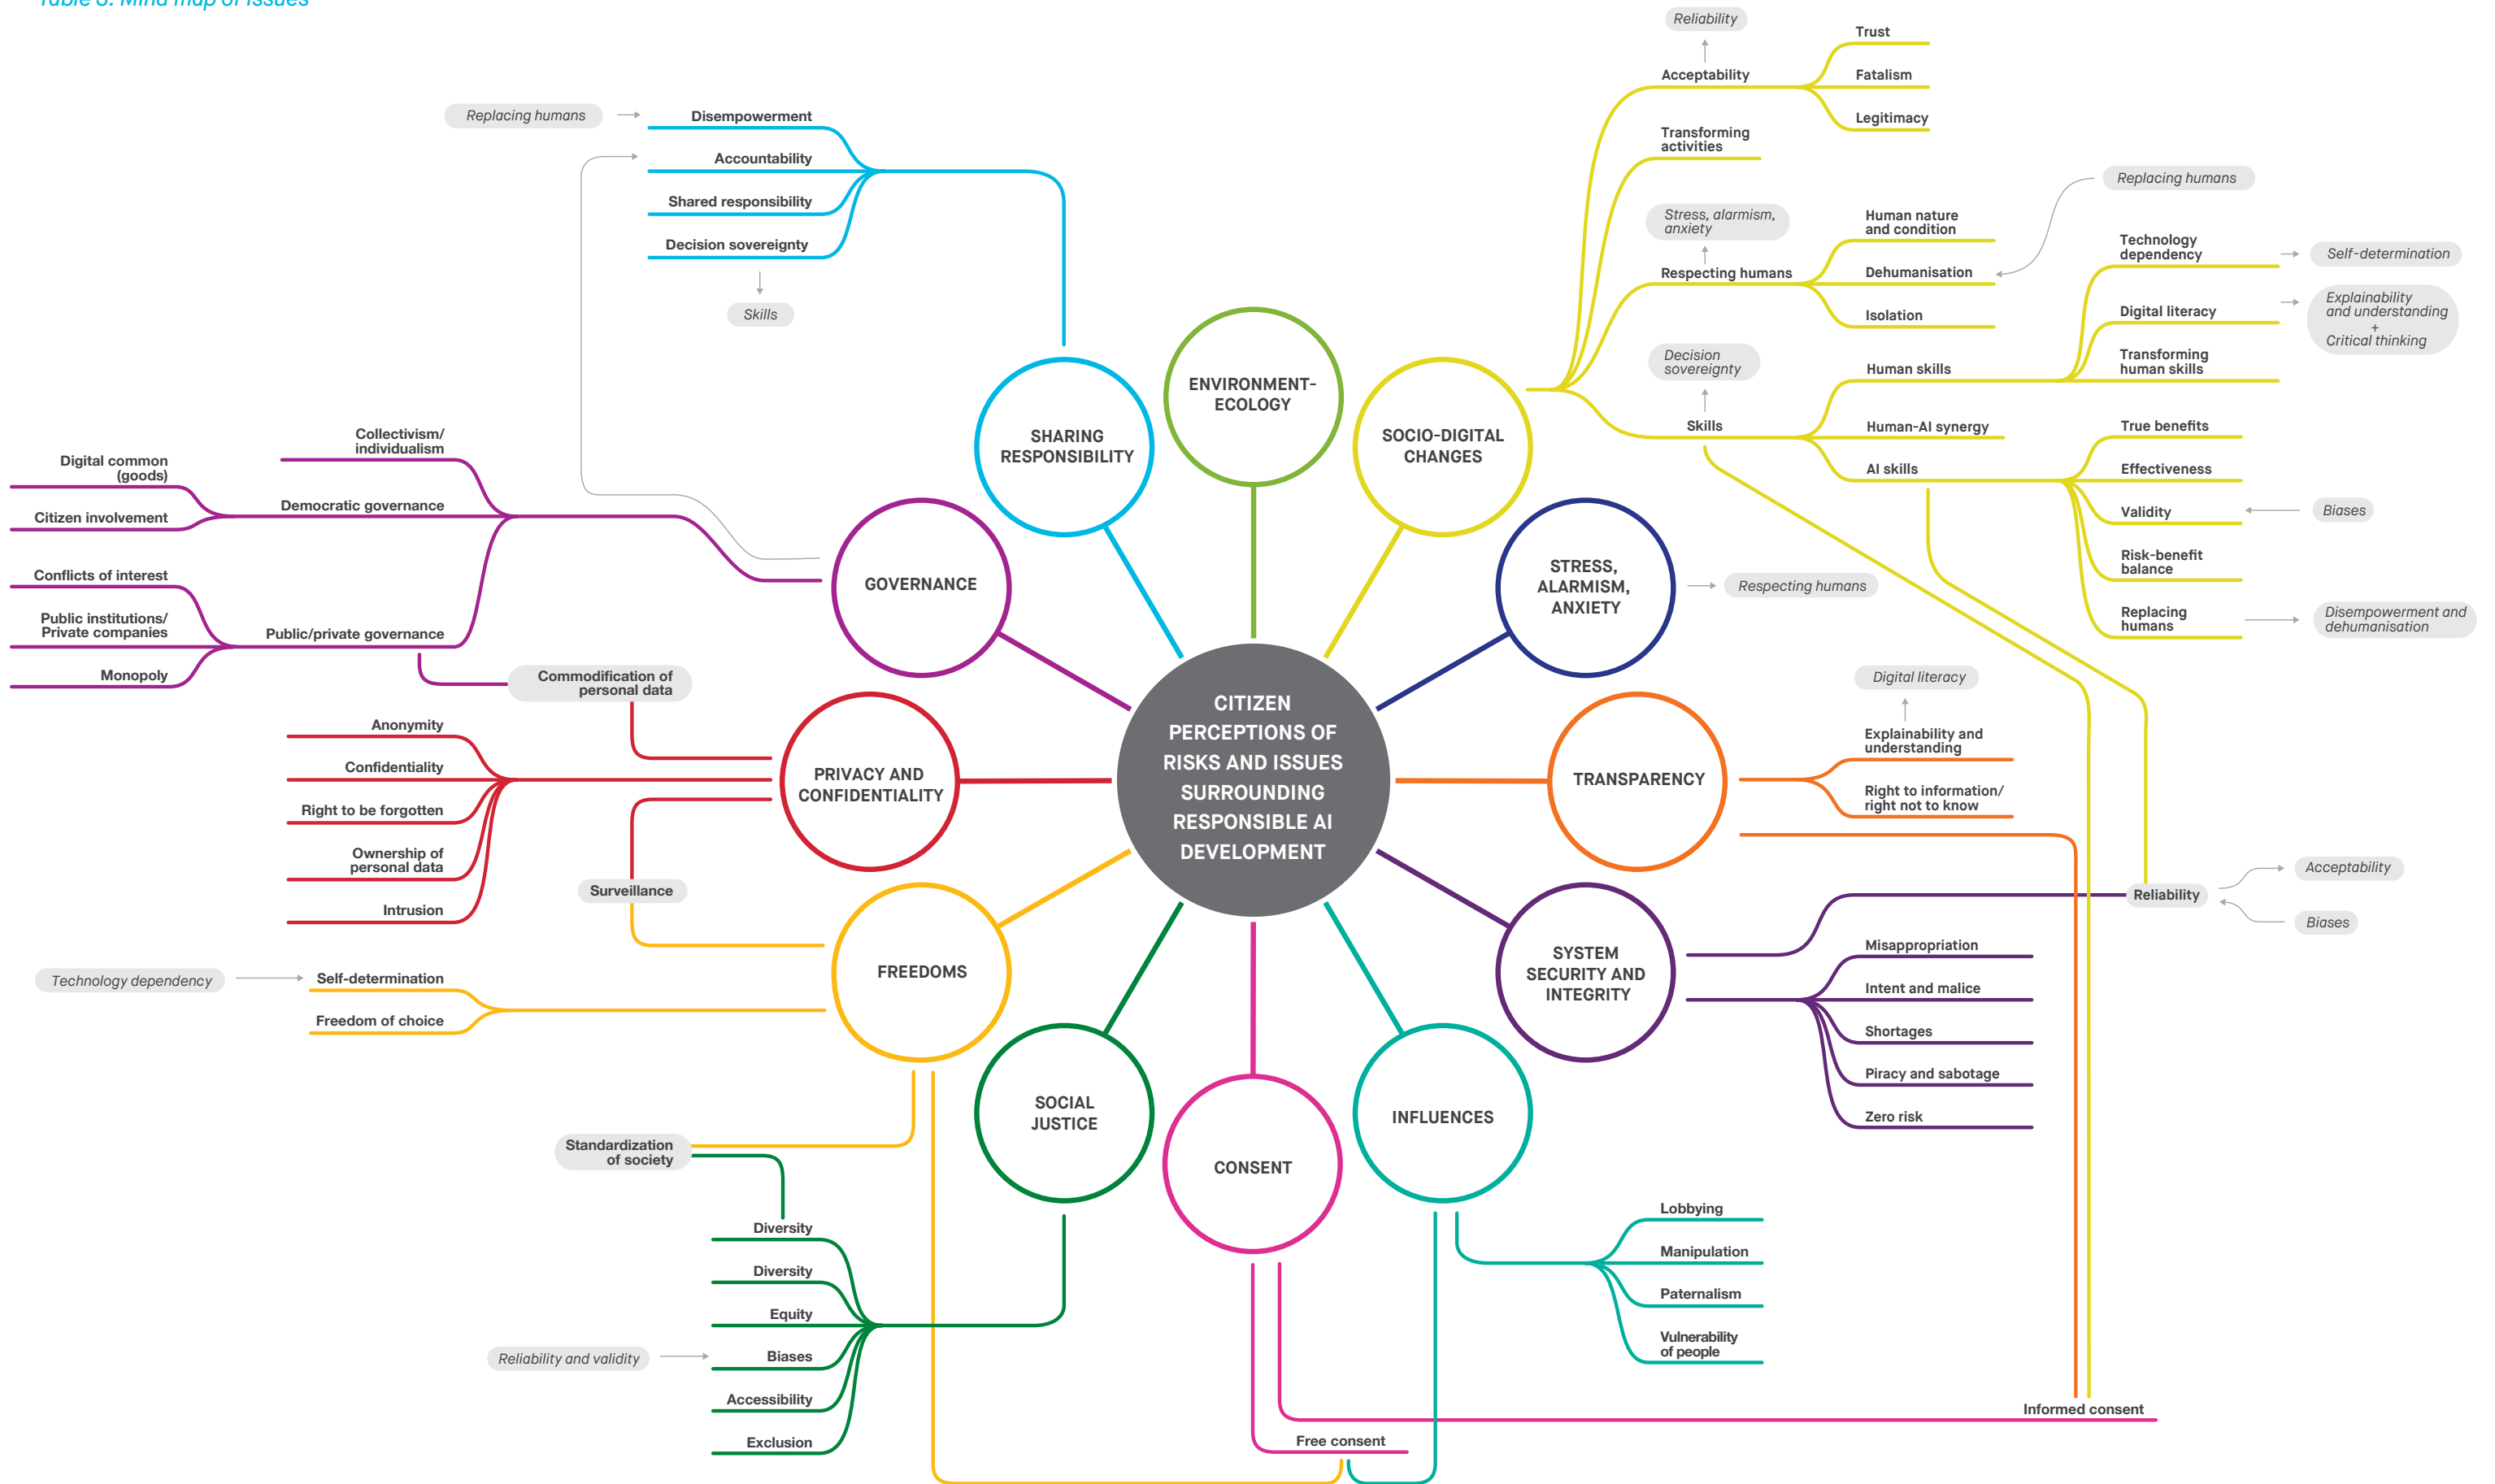 Table 3: Mind map of issues
Reliability
Trust
Acceptability
Fatalism
Legitimacy
Transforming
activities
Replacing humans
Stress, alarmism,
anxiety
Human nature
and condition
Respecting humans
Dehumanisation
Isolation
Technology
dependency
Self-determination
Digital literacy
Explainability
and understanding
+
Critical thinking
Transforming
human skills
Decision
sovereignty
Human skills
Skills
Human-AI synergy
AI skills
True benefits
Effectiveness
Validity
Biases
Risk-benefit
balance
Replacing
humans
Disempowerment and
dehumanisation
Replacing humans
Disempowerment
Accountability
Shared responsibility
Decision sovereignty
Skills
ENVIRONMENT-
ECOLOGY
SHARING
RESPONSIBILITY
SOCIO-DIGITAL
CHANGES
GOVERNANCE
STRESS,
ALARMISM,
ANXIETY
Respecting humans
Collectivism/
individualism
Digital common
(goods)
Democratic governance
Citizen involvement
Conflicts of interest
Public institutions/
Private companies
Public/private governance
Monopoly
Commodification of
personal data
CITIZEN
PERCEPTIONS OF
RISKS AND ISSUES
SURROUNDING
RESPONSIBLE AI
DEVELOPMENT
PRIVACY AND
CONFIDENTIALITY
Anonymity
Confidentiality
Right to be forgotten
Ownership of
personal data
Intrusion
Surveillance
TRANSPARENCY
Digital literacy
Explainability and
understanding
Right to information/
right not to know
Reliability
Acceptability
Biases
SYSTEM
SECURITY AND
INTEGRITY
Misappropriation
Intent and malice
Shortages
Piracy and sabotage
Zero risk
FREEDOMS
Technology dependency
Self-determination
Freedom of choice
Standardization
of society
SOCIAL
JUSTICE
CONSENT
INFLUENCES
Diversity
Diversity
Equity
Reliability and validity
Biases
Accessibility
Exclusion
Lobbying
Manipulation
Paternalism
Vulnerability
of people
Informed consent
Free consent